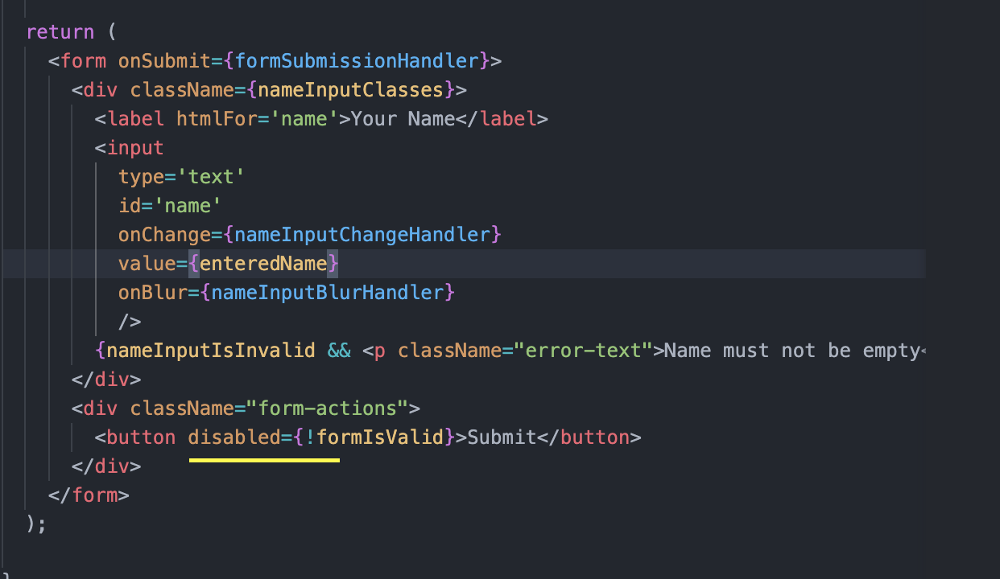 return (
<form onSubmit={formSubmissionHandler}>
<div className={nameInputClasses}>
<label htmlFor='name'>Your Name</label>
<input
type='text'
id='name'
onChange={nameInputChangeHandler}
value={enteredName}
onBlur={nameInputBlurHandler}
/>
{nameInputIsInvalid && <p className="error-text">Name must not be empty<
</div>
<div className="form-actions">
<button disabled={!formIsValid}>Submit</button>
</div>
</form>
);
}